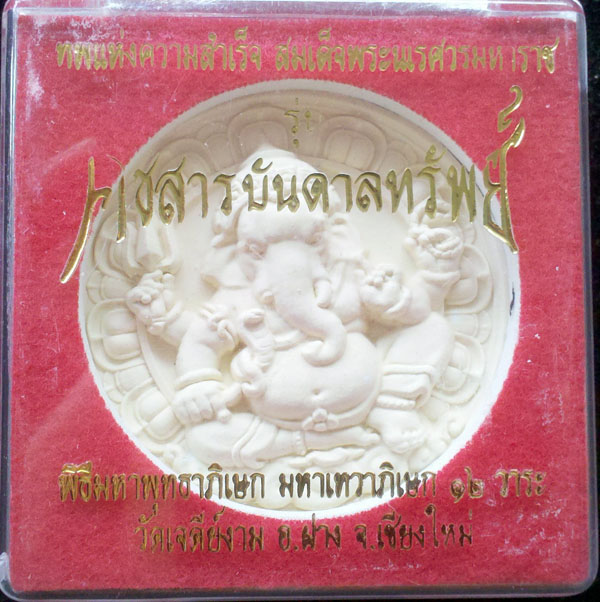 ทัพแห่งความสำเร็จ สมเด็จพระนเรศวรมหาราช
รุ่น
คชสารบันดาลทรัพย์
พิธีมหาพุทธาภิเษก มหาเทวาภิเษก ๑๒ วาระ
วัดเจดีย์งาม อ.ฝาง จ.เชียงใหม่